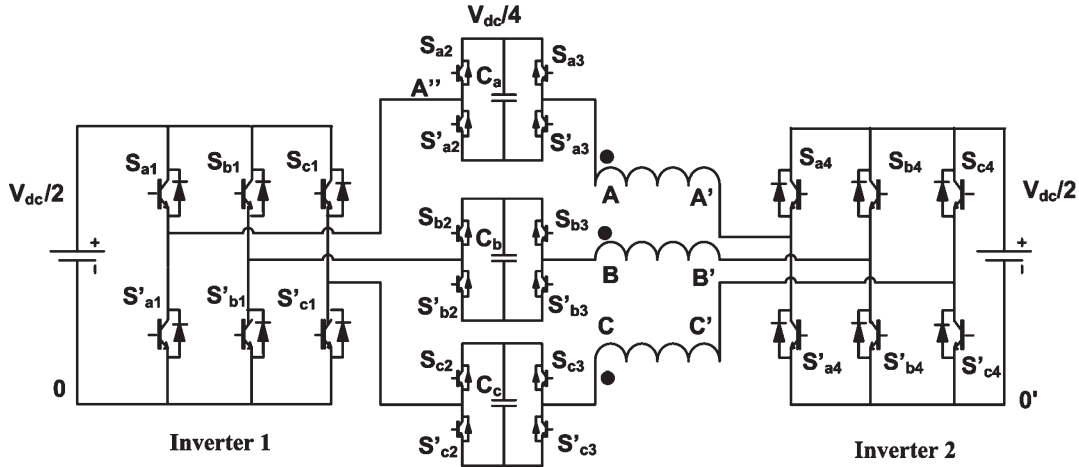 V_dc/4
S_a2
S_a3
C_a
A''
S'_a2
S'_a3
S_a1
S_b1
S_c1
S_a4
S_b4
S_c4
V_dc/2
V_dc/2
A
A'
S_b2
S_b3
C_b
+
+
B
B'
S'_a1
S'_b1
S'_c1
S'_b2
S'_b3
C
C'
S_c2
S_c3
C_c
S'_a4
S'_b4
S'_c4
0
0'
S'_c2
S'_c3
Inverter 1
Inverter 2